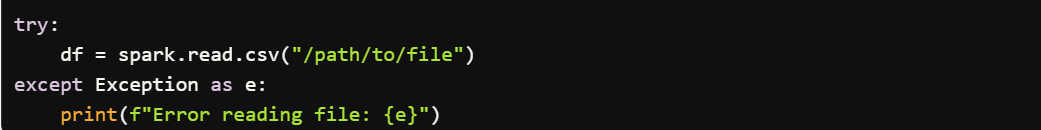 try:
    df = spark.read.csv("/path/to/file")
except Exception as e:
    print(f"Error reading file: {e}")